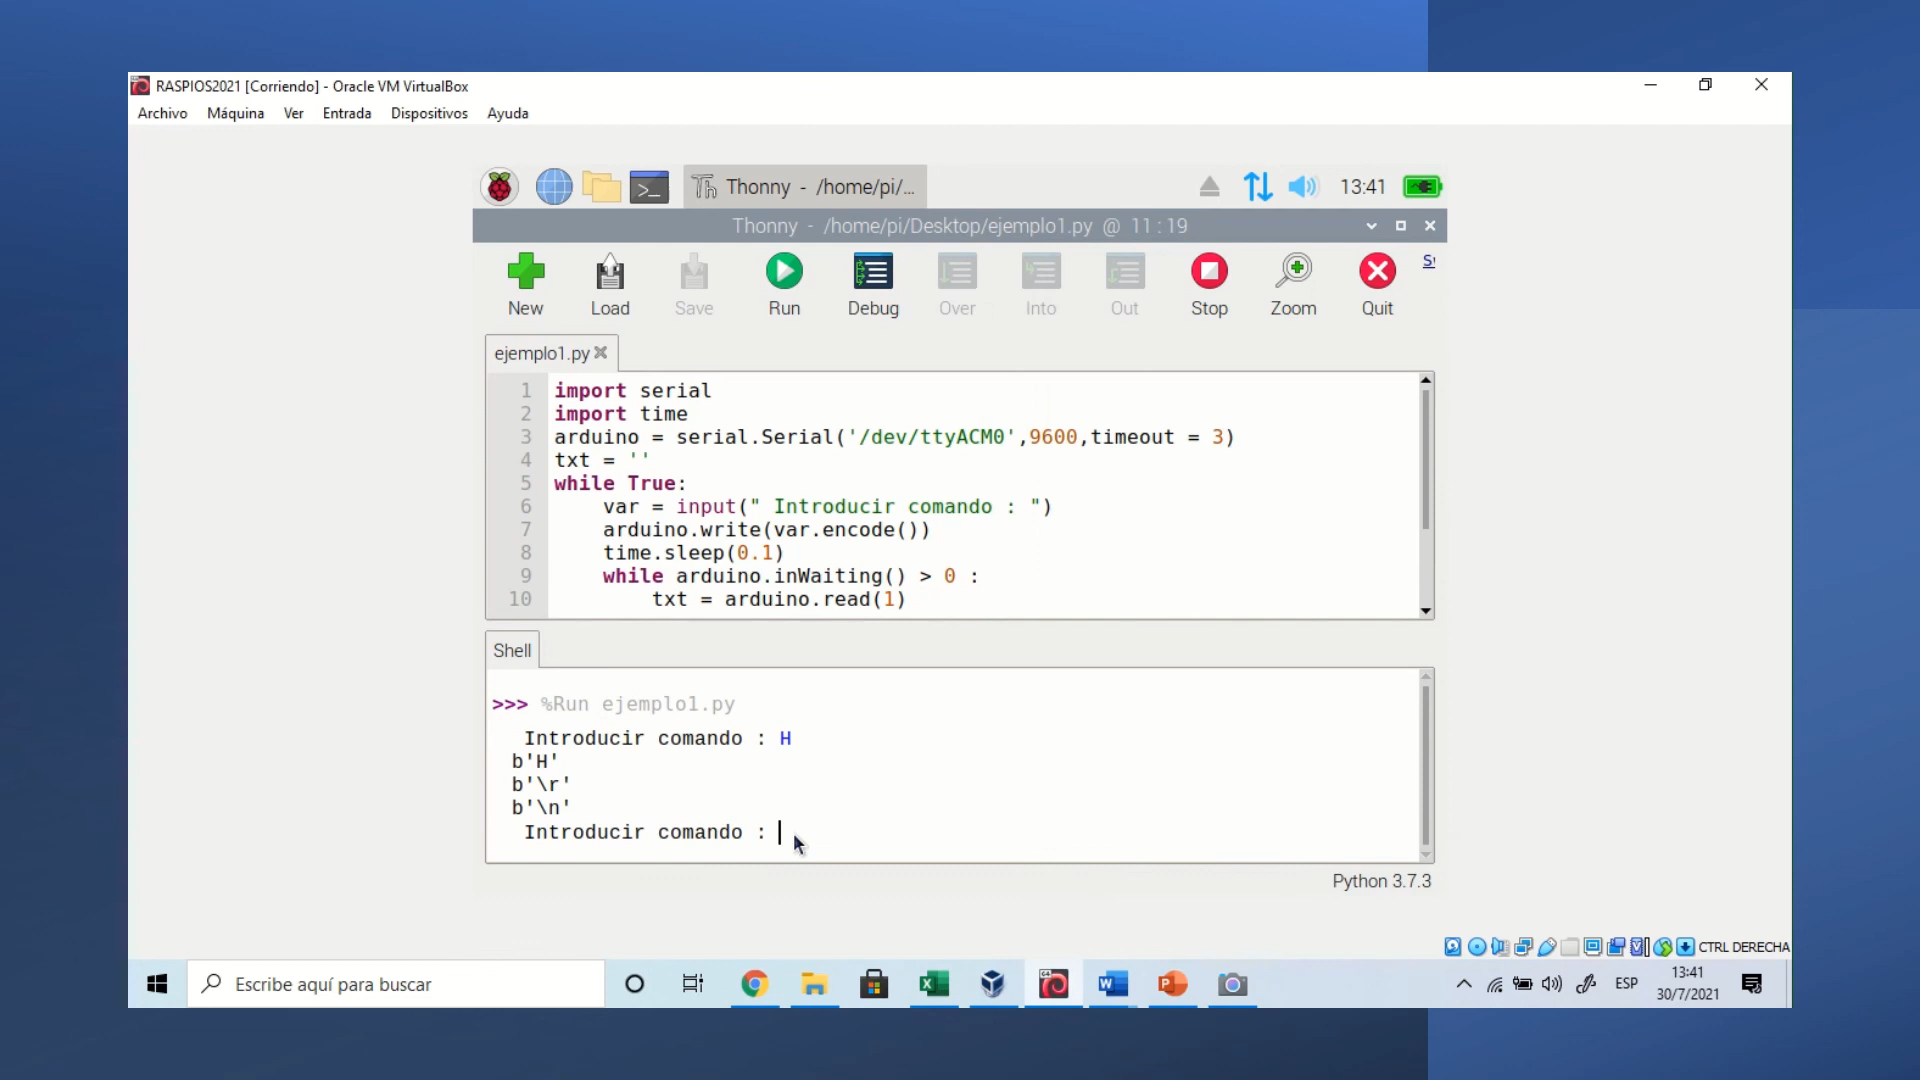 RASPIOS2021 [Corriendo] - Oracle VM VirtualBox
Archivo Máquina Ver Entrada Dispositivos Ayuda
Thonny - /home/pi/... 13:41
Thonny - /home/pi/Desktop/ejemplo1.py @ 11 : 19
New Load Save Run Debug Over Into Out Stop Zoom Quit
ejemplo1.py
1 import serial
2 import time
3 arduino = serial.Serial('/dev/ttyACM0',9600,timeout = 3)
4 txt = ''
5 while True:
6 var = input(" Introducir comando : ")
7 arduino.write(var.encode())
8 time.sleep(0.1)
9 while arduino.inWaiting() > 0 :
10 txt = arduino.read(1)
Shell
>>> %Run ejemplo1.py
Introducir comando : H
b'H'
b'\r'
b'\n'
Introducir comando :
Python 3.7.3
CTRL DERECHA
Escribe aquí para buscar
ESP
13:41
30/7/2021